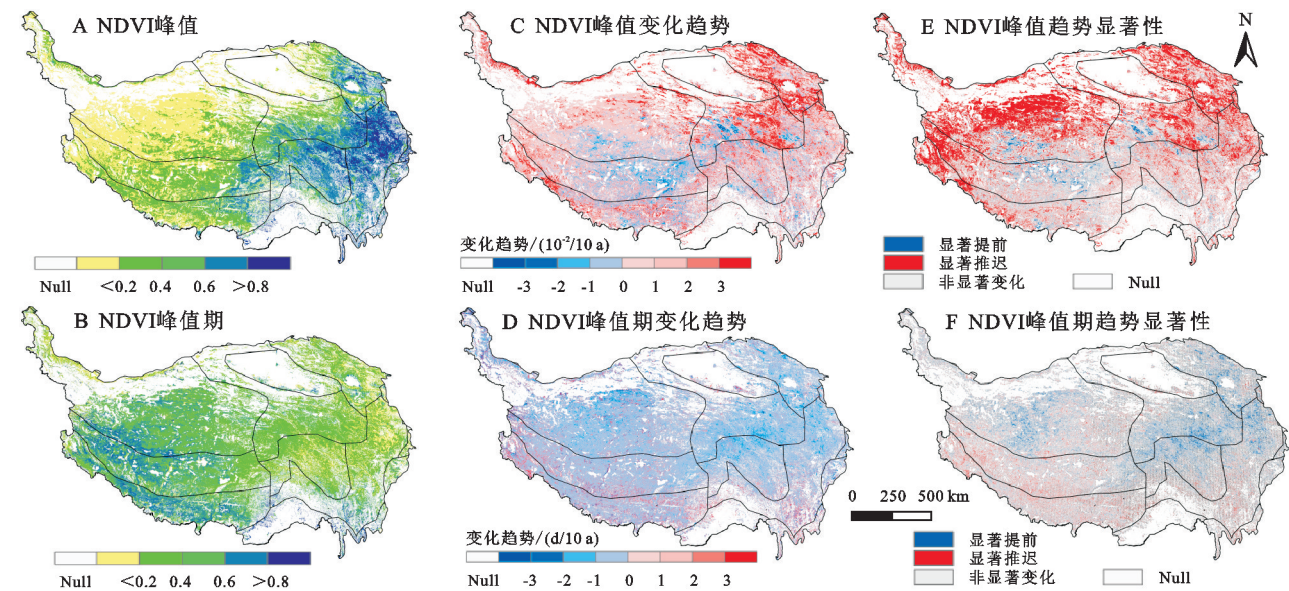 A NDVI峰值
C NDVI峰值变化趋势
E NDVI峰值趋势显著性
N
Null <0.2 0.4 0.6 >0.8
变化趋势/(10⁻²/10 a)
Null -3 -2 -1 0 1 2 3
显著提前
显著推迟
非显著变化 Null
B NDVI峰值期
D NDVI峰值期变化趋势
F NDVI峰值期趋势显著性
Null <0.2 0.4 0.6 >0.8
变化趋势/(d/10 a)
Null -3 -2 -1 0 1 2 3
0 250 500 km
显著提前
显著推迟
非显著变化 Null